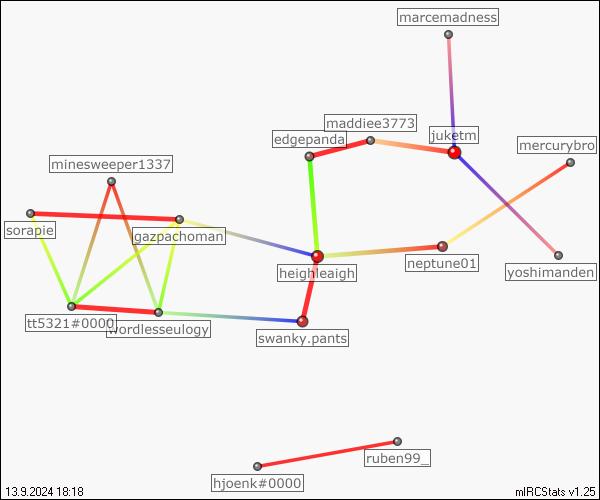 marcemadness
maddiee3773
juketm
edgepanda
mercurybro
minesweeper1337
sorapie
gazpachoman
neptune01
heighleaigh
yoshimanden
tt5321#0000
wordlesseulogy
swanky.pants
ruben99_
hjoenk#0000
13.9.2024 18:18
mIRCStats v1.25